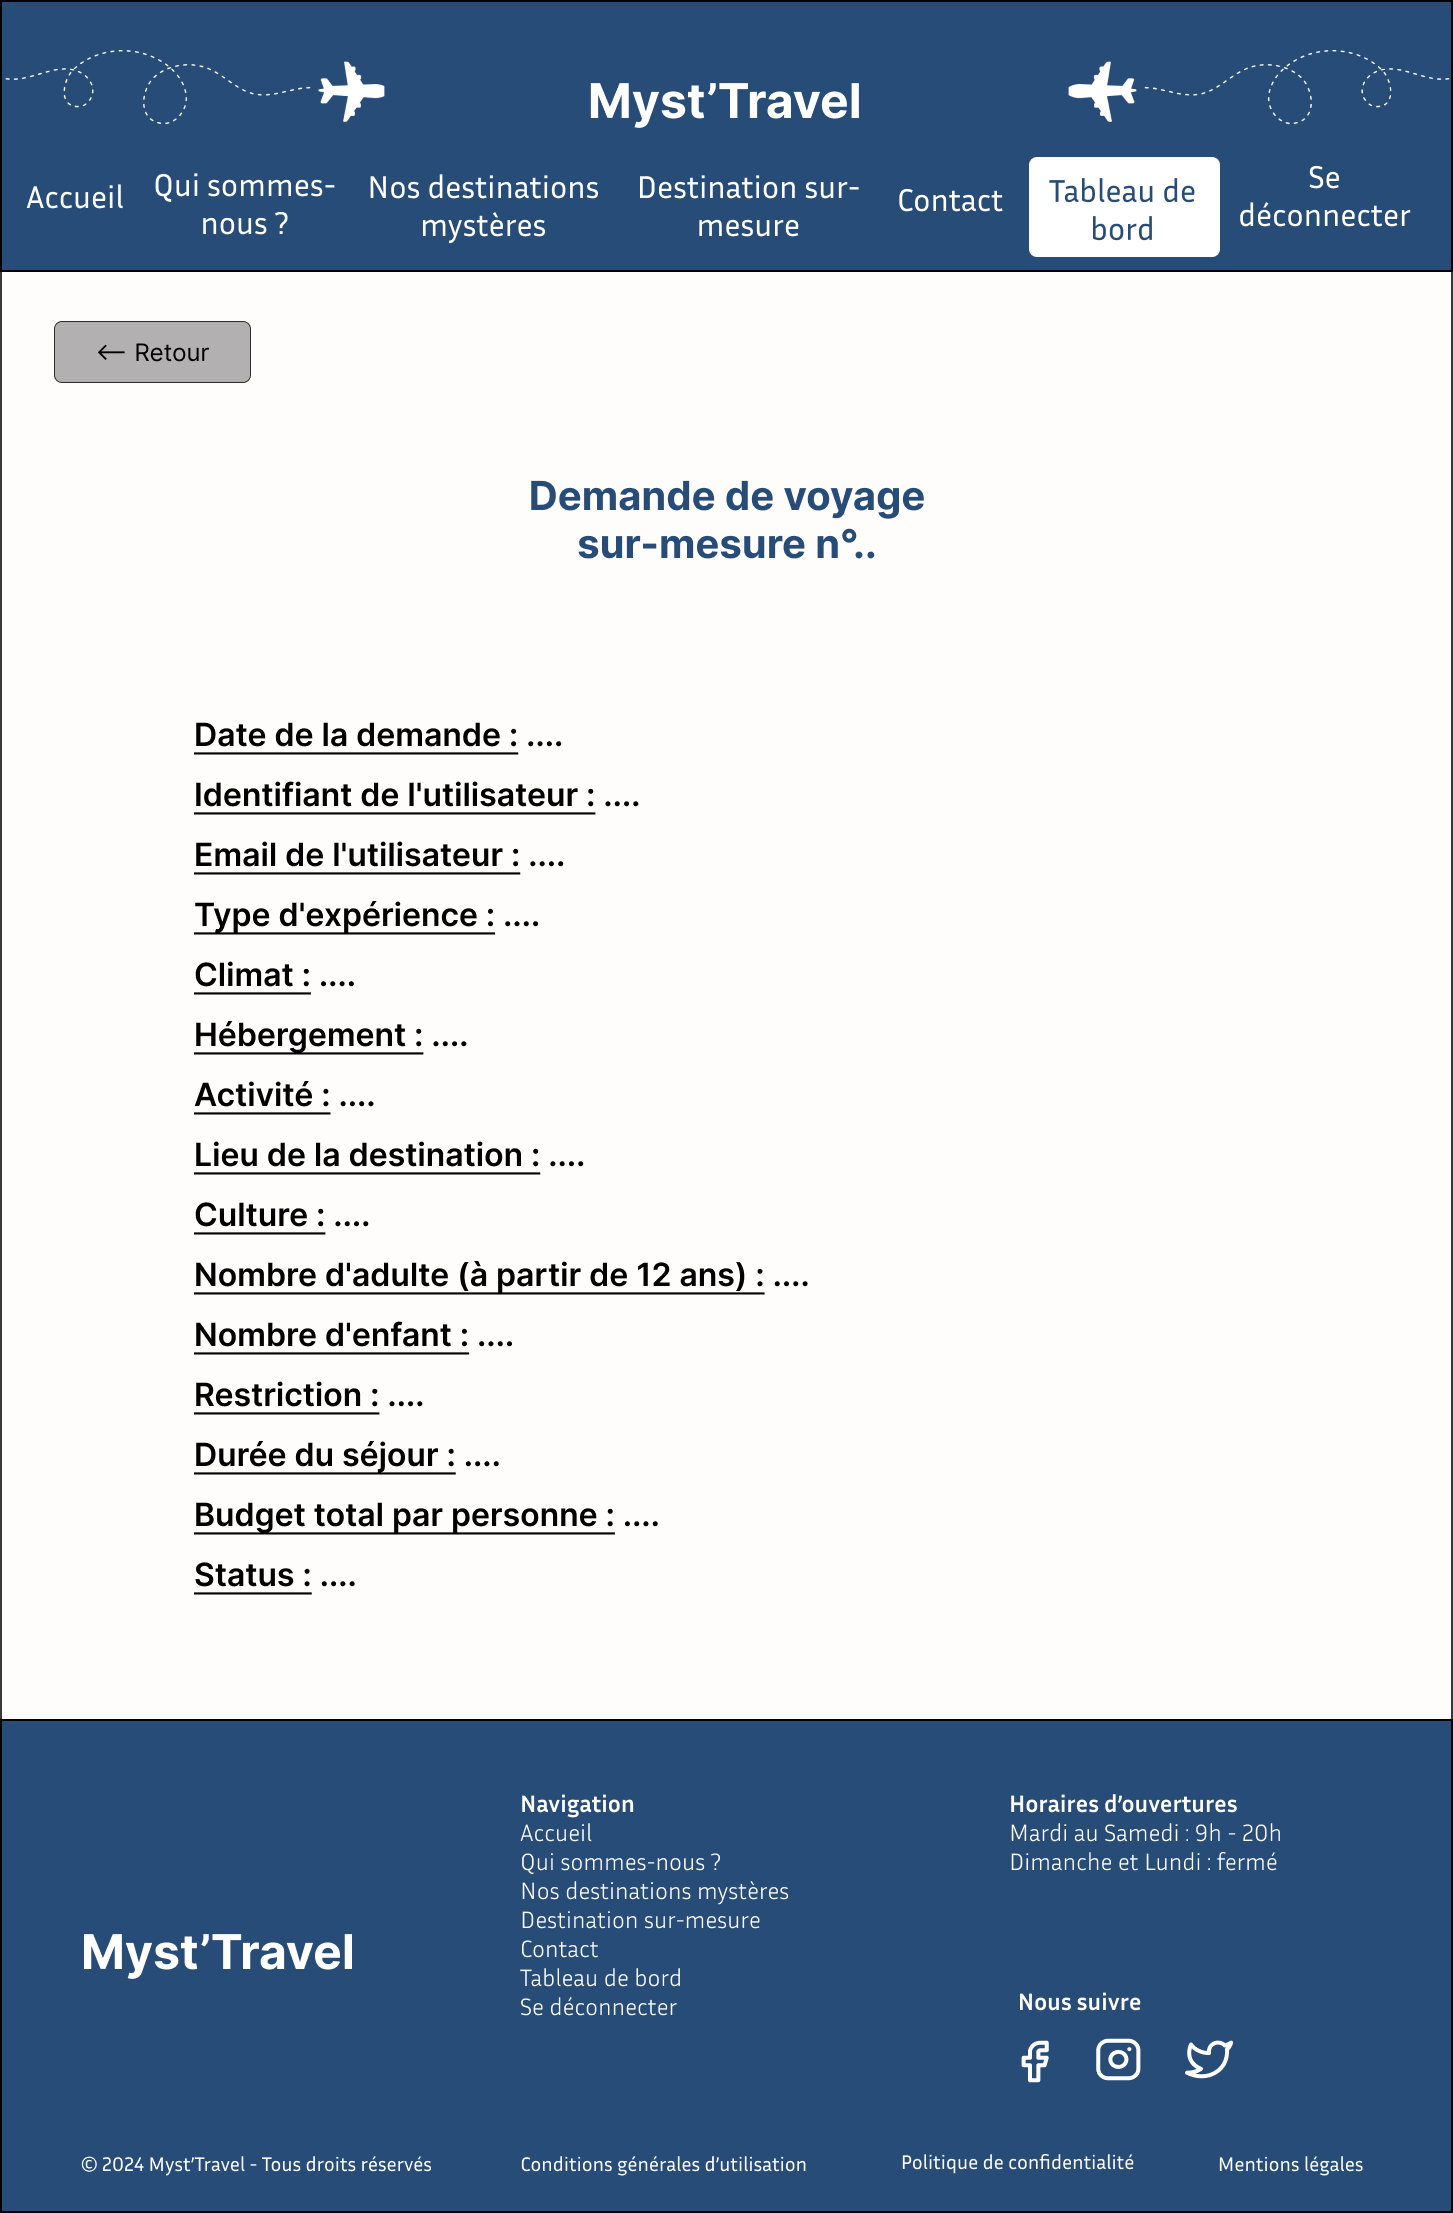 Myst’Travel
Accueil
Qui sommes-
nous ?
Nos destinations
mystères
Destination sur-
mesure
Contact
Tableau de
bord
Se
déconnecter
← Retour
Demande de voyage
sur-mesure n°..
Date de la demande : ....
Identifiant de l'utilisateur : ....
Email de l'utilisateur : ....
Type d'expérience : ....
Climat : ....
Hébergement : ....
Activité : ....
Lieu de la destination : ....
Culture : ....
Nombre d'adulte (à partir de 12 ans) : ....
Nombre d'enfant : ....
Restriction : ....
Durée du séjour : ....
Budget total par personne : ....
Status : ....
Myst’Travel
Navigation
Accueil
Qui sommes-nous ?
Nos destinations mystères
Destination sur-mesure
Contact
Tableau de bord
Se déconnecter
Horaires d’ouvertures
Mardi au Samedi : 9h - 20h
Dimanche et Lundi : fermé
Nous suivre
© 2024 Myst’Travel - Tous droits réservés
Conditions générales d’utilisation
Politique de confidentialité
Mentions légales